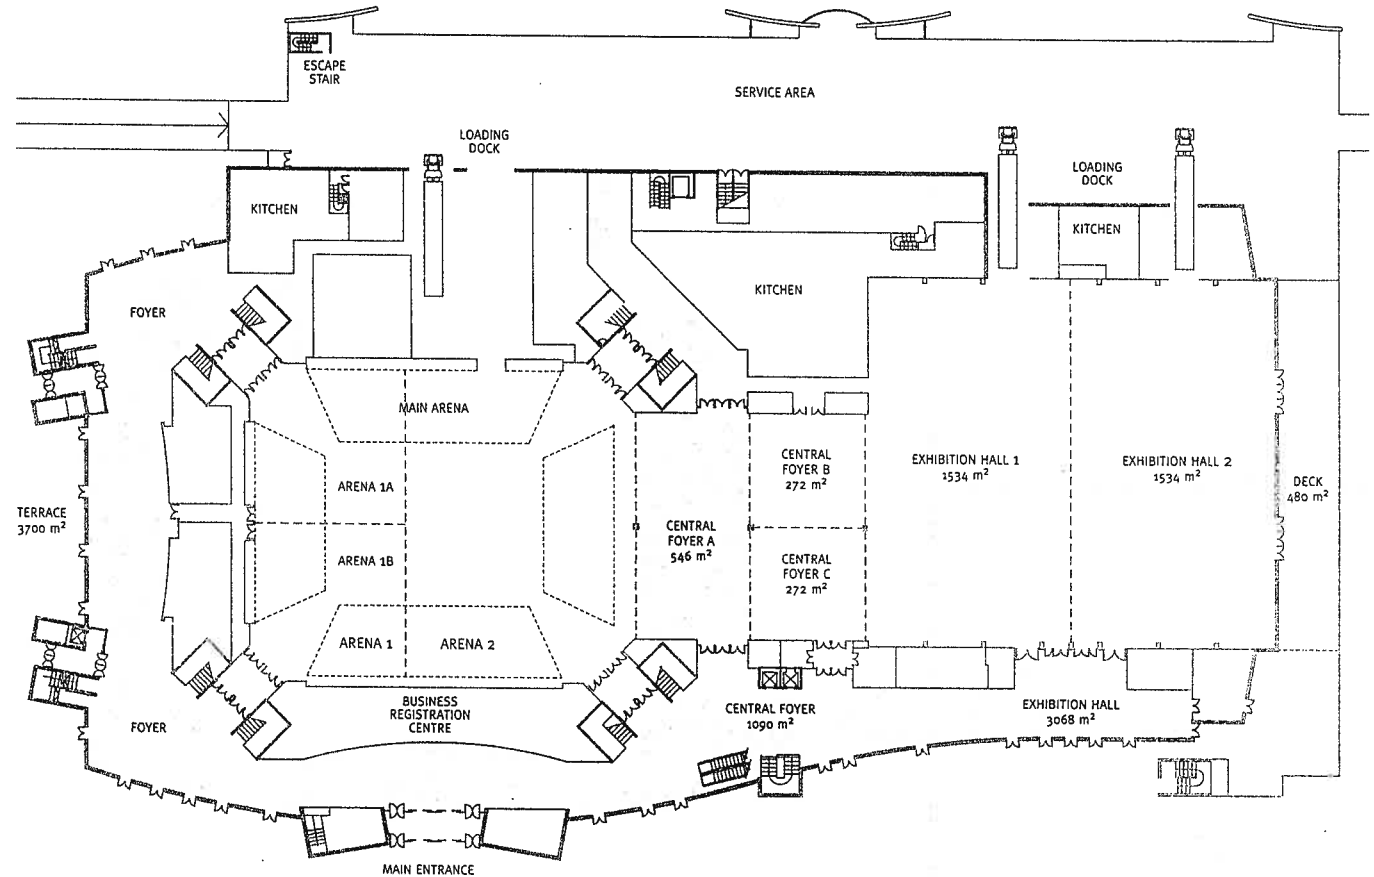 ESCAPE
STAIR
SERVICE AREA
LOADING
DOCK
LOADING
DOCK
KITCHEN
KITCHEN
KITCHEN
FOYER
MAIN ARENA
CENTRAL
FOYER B
272 m²
EXHIBITION HALL 1
1534 m²
EXHIBITION HALL 2
1534 m²
DECK
480 m²
ARENA 1A
TERRACE
3700 m²
CENTRAL
FOYER A
546 m²
ARENA 1B
CENTRAL
FOYER C
272 m²
ARENA 1
ARENA 2
BUSINESS
REGISTRATION
CENTRE
CENTRAL FOYER
1090 m²
EXHIBITION HALL
3068 m²
FOYER
MAIN ENTRANCE